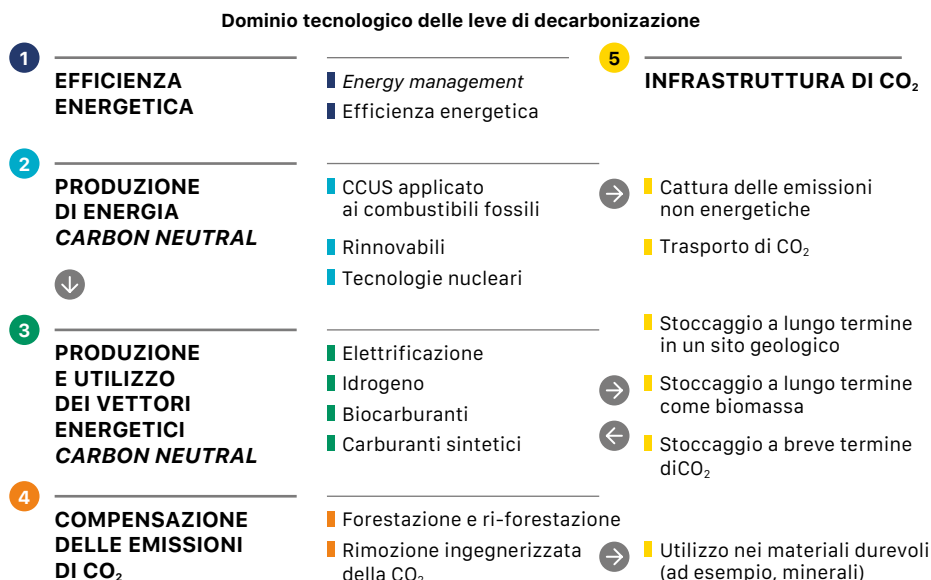 Dominio tecnologico delle leve di decarbonizzazione
1
EFFICIENZA
ENERGETICA
Energy management
Efficienza energetica
5
INFRASTRUTTURA DI CO₂
2
PRODUZIONE
DI ENERGIA
CARBON NEUTRAL
CCUS applicato
ai combustibili fossili
Rinnovabili
Tecnologie nucleari
Cattura delle emissioni
non energetiche
Trasporto di CO₂
3
PRODUZIONE
E UTILIZZO
DEI VETTORI
ENERGETICI
CARBON NEUTRAL
Elettrificazione
Idrogeno
Biocarburanti
Carburanti sintetici
Stoccaggio a lungo termine
in un sito geologico
Stoccaggio a lungo termine
come biomassa
Stoccaggio a breve termine
diCO₂
4
COMPENSAZIONE
DELLE EMISSIONI
DI CO₂
Forestazione e ri-forestazione
Rimozione ingegnerizzata
della CO₂
Utilizzo nei materiali durevoli
(ad esempio, minerali)